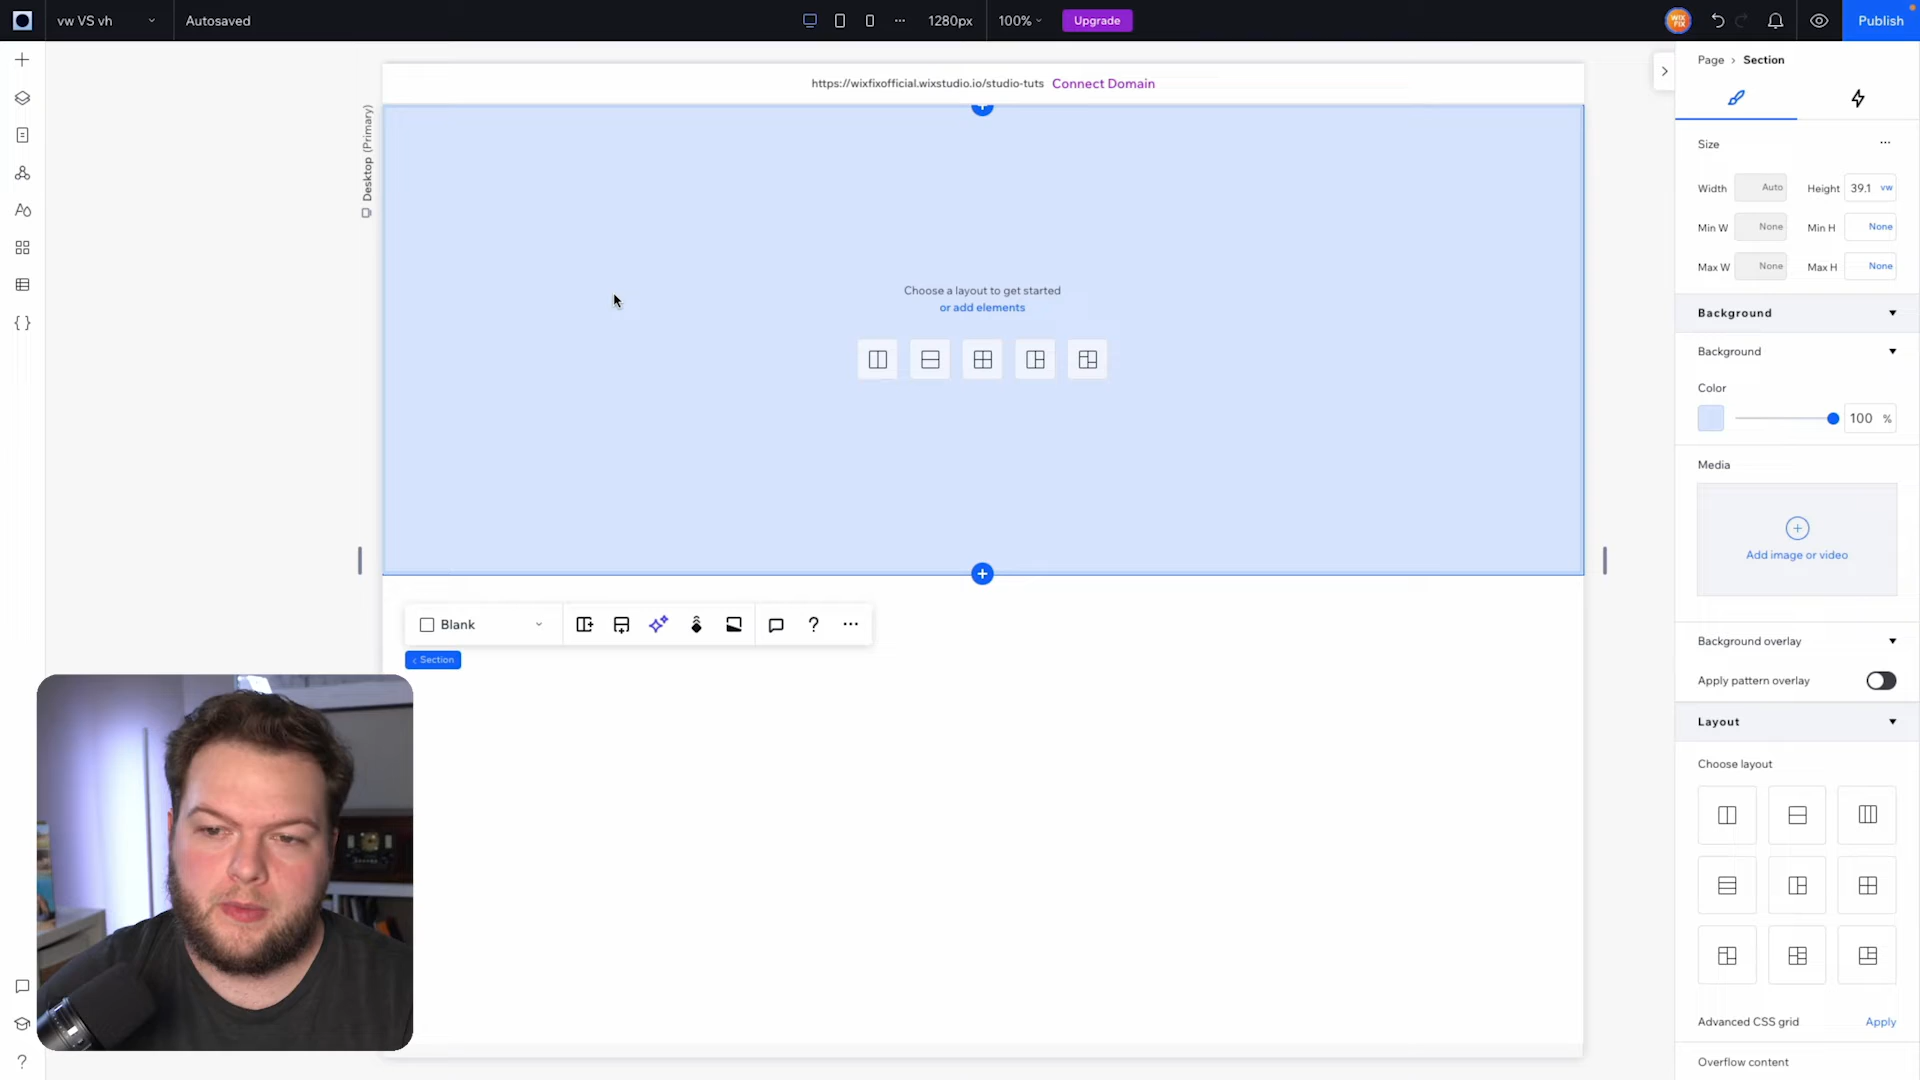 vw VS vh
Autosaved
1280px
100%
Upgrade
WIX
FIX
Publish
https://wixfixofficial.wixstudio.io/studio-tuts Connect Domain
Desktop (Primary)
Choose a layout to get started
or add elements
Blank
?
< Section
?
Page > Section
Size
Width Auto Height 39.1 vw
Min W None Min H None
Max W None Max H None
Background
Background
Color
100 %
Media
Add image or video
Background overlay
Apply pattern overlay
Layout
Choose layout
Advanced CSS grid Apply
Overflow content